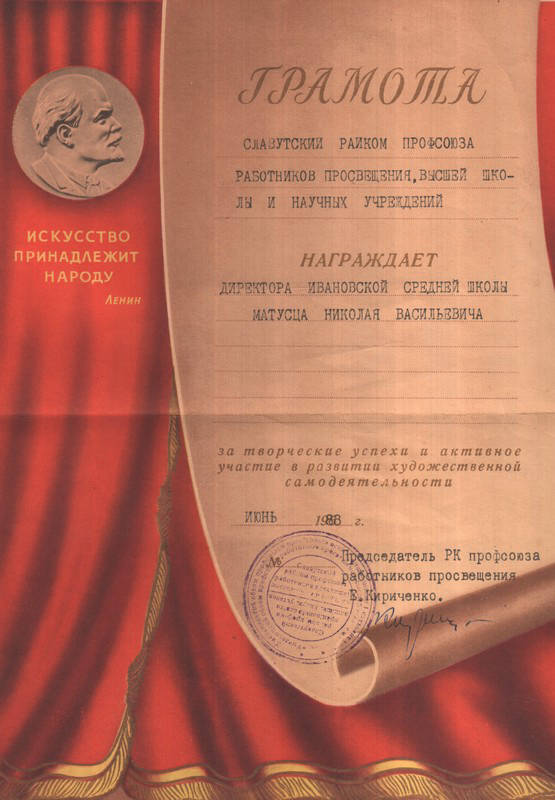 ИСКУССТВО
ПРИНАДЛЕЖИТ
НАРОДУ
Ленин
ГРАМОТА
СЛАВУТСКИЙ РАЙКОМ ПРОФСОЮЗА
РАБОТНИКОВ ПРОСВЕЩЕНИЯ, ВЫСШЕЙ ШКО-
ЛЫ И НАУЧНЫХ УЧРЕЖДЕНИЙ
НАГРАЖДАЕТ
ДИРЕКТОРА ИВАНОВСКОЙ СРЕДНЕЙ ШКОЛЫ
МАТУСЦА НИКОЛАЯ ВАСИЛЬЕВИЧА
за творческие успехи и активное
участие в развитии художественной
самодеятельности
ИЮНЬ г.
Председатель РК профсоюза
работников просвещения
Е.Кириченко.